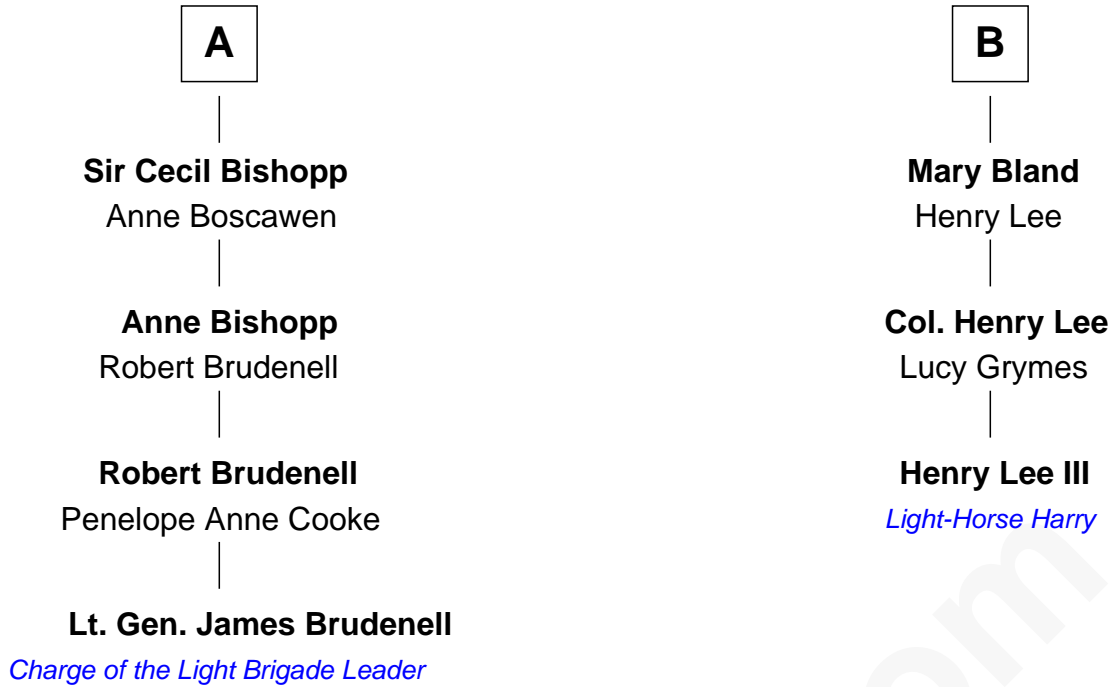 A
Sir Cecil Bishopp
Anne Boscawen
Anne Bishopp
Robert Brudenell
Robert Brudenell
Penelope Anne Cooke
Lt. Gen. James Brudenell
Charge of the Light Brigade Leader
B
Mary Bland
Henry Lee
Col. Henry Lee
Lucy Grymes
Henry Lee III
Light-Horse Harry
om